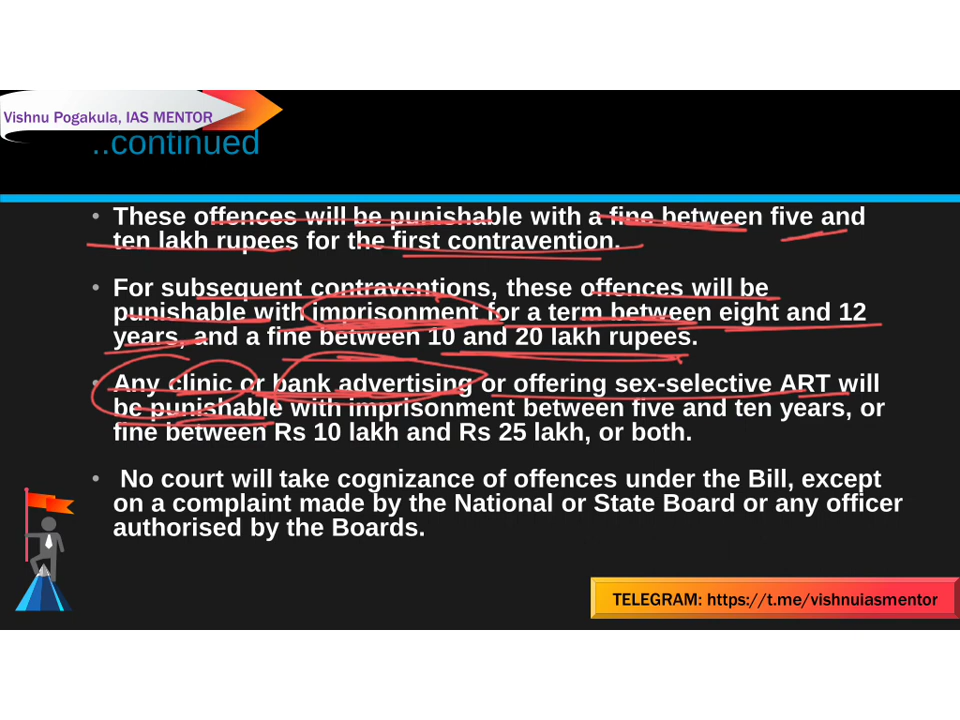 Vishnu Pogakula, IAS MENTOR
..continued
• These offences will be punishable with a fine between five and
ten lakh rupees for the first contravention.
• For subsequent contraventions, these offences will be
punishable with imprisonment for a term between eight and 12
years, and a fine between 10 and 20 lakh rupees.
• Any clinic or bank advertising or offering sex-selective ART will
be punishable with imprisonment between five and ten years, or
fine between Rs 10 lakh and Rs 25 lakh, or both.
• No court will take cognizance of offences under the Bill, except
on a complaint made by the National or State Board or any officer
authorised by the Boards.
TELEGRAM: https://t.me/vishnuiasmentor